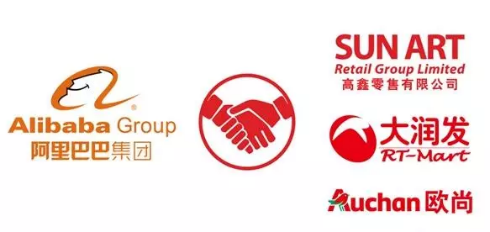 Alibaba Group
阿里巴巴集团
SUN ART
Retail Group Limited
高鑫零售有限公司
大润发
RT-Mart
Auchan 欧尚